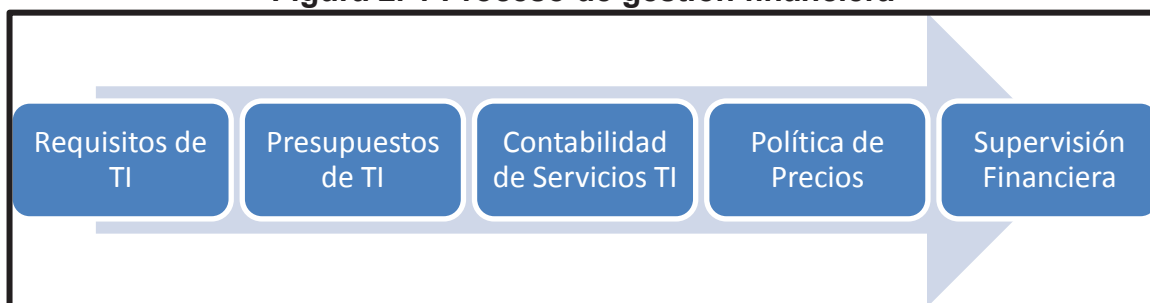 Requisitos de
TI
Presupuestos
de TI
Contabilidad
de Servicios TI
Política de
Precios
Supervisión
Financiera